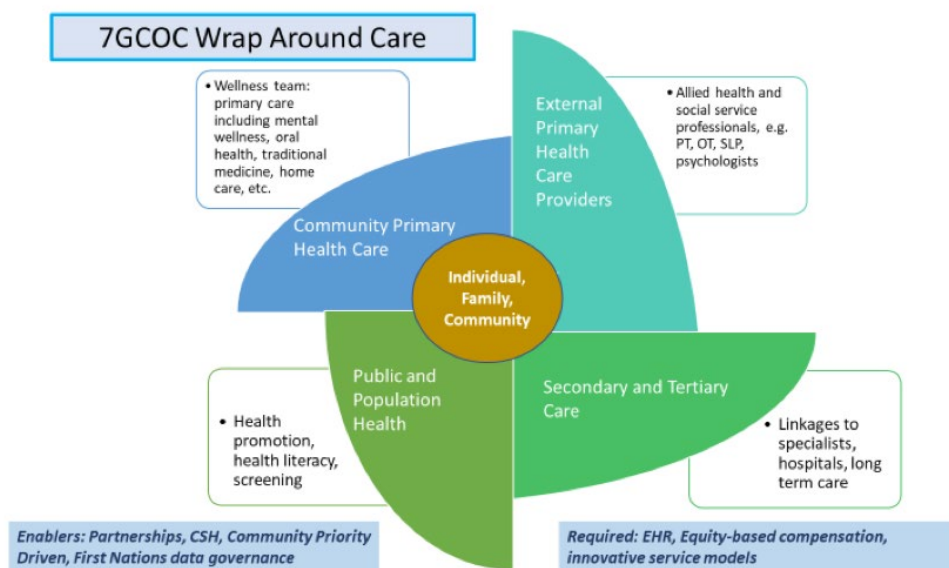 7GCOC Wrap Around Care
• Wellness team:
primary care
including mental
wellness, oral
health, traditional
medicine, home
care, etc.
External
Primary
Health
Care
Providers
• Allied health and
social service
professionals, e.g.
PT, OT, SLP,
psychologists
Community Primary
Health Care
Individual,
Family,
Community
Public and
Population
Health
Secondary and Tertiary
Care
• Health
promotion,
health literacy,
screening
• Linkages to
specialists,
hospitals, long
term care
Enablers: Partnerships, CSH, Community Priority
Driven, First Nations data governance
Required: EHR, Equity-based compensation,
innovative service models